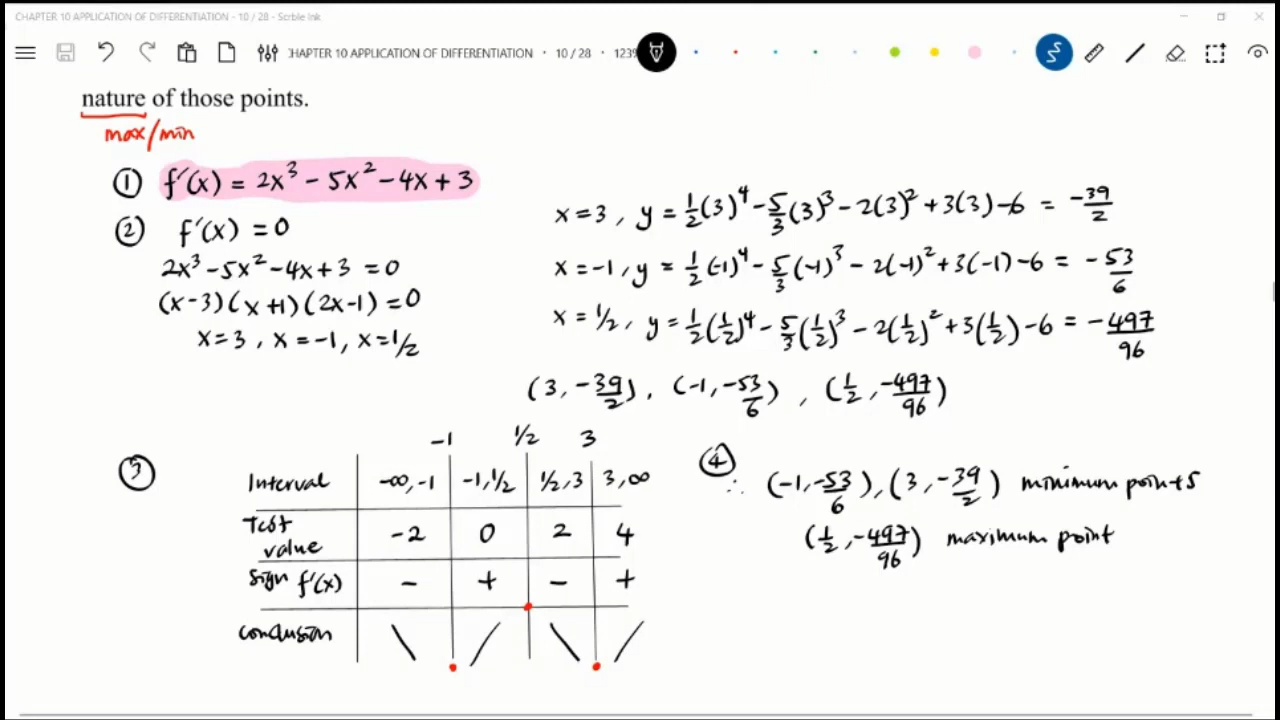 CHAPTER 10 APPLICATION OF DIFFERENTIATION - 10 / 28 - Scrble Ink
CHAPTER 10 APPLICATION OF DIFFERENTIATION • 10 / 28 • 1239
nature of those points.
max/min
① f'(x) = 2x³ - 5x² - 4x + 3
② f'(x) = 0
2x³ - 5x² - 4x + 3 = 0
(x-3)(x+1)(2x-1) = 0
x=3, x=-1, x=1/2
x=3, y = 1/2(3)⁴ - 5/3(3)³ - 2(3)² + 3(3) - 6 = -39/2
x=-1, y = 1/2(-1)⁴ - 5/3(-1)³ - 2(-1)² + 3(-1) - 6 = -53/6
x=1/2, y = 1/2(1/2)⁴ - 5/3(1/2)³ - 2(1/2)² + 3(1/2) - 6 = -497/96
(3, -39/2), (-1, -53/6), (1/2, -497/96)
③
-1 1/2 3
Interval -∞,-1 -1,1/2 1/2,3 3,∞
Test value -2 0 2 4
Sign f'(x) - + - +
conclusion \ / \ /
④
∴ (-1, -53/6), (3, -39/2) minimum points
(1/2, -497/96) maximum point